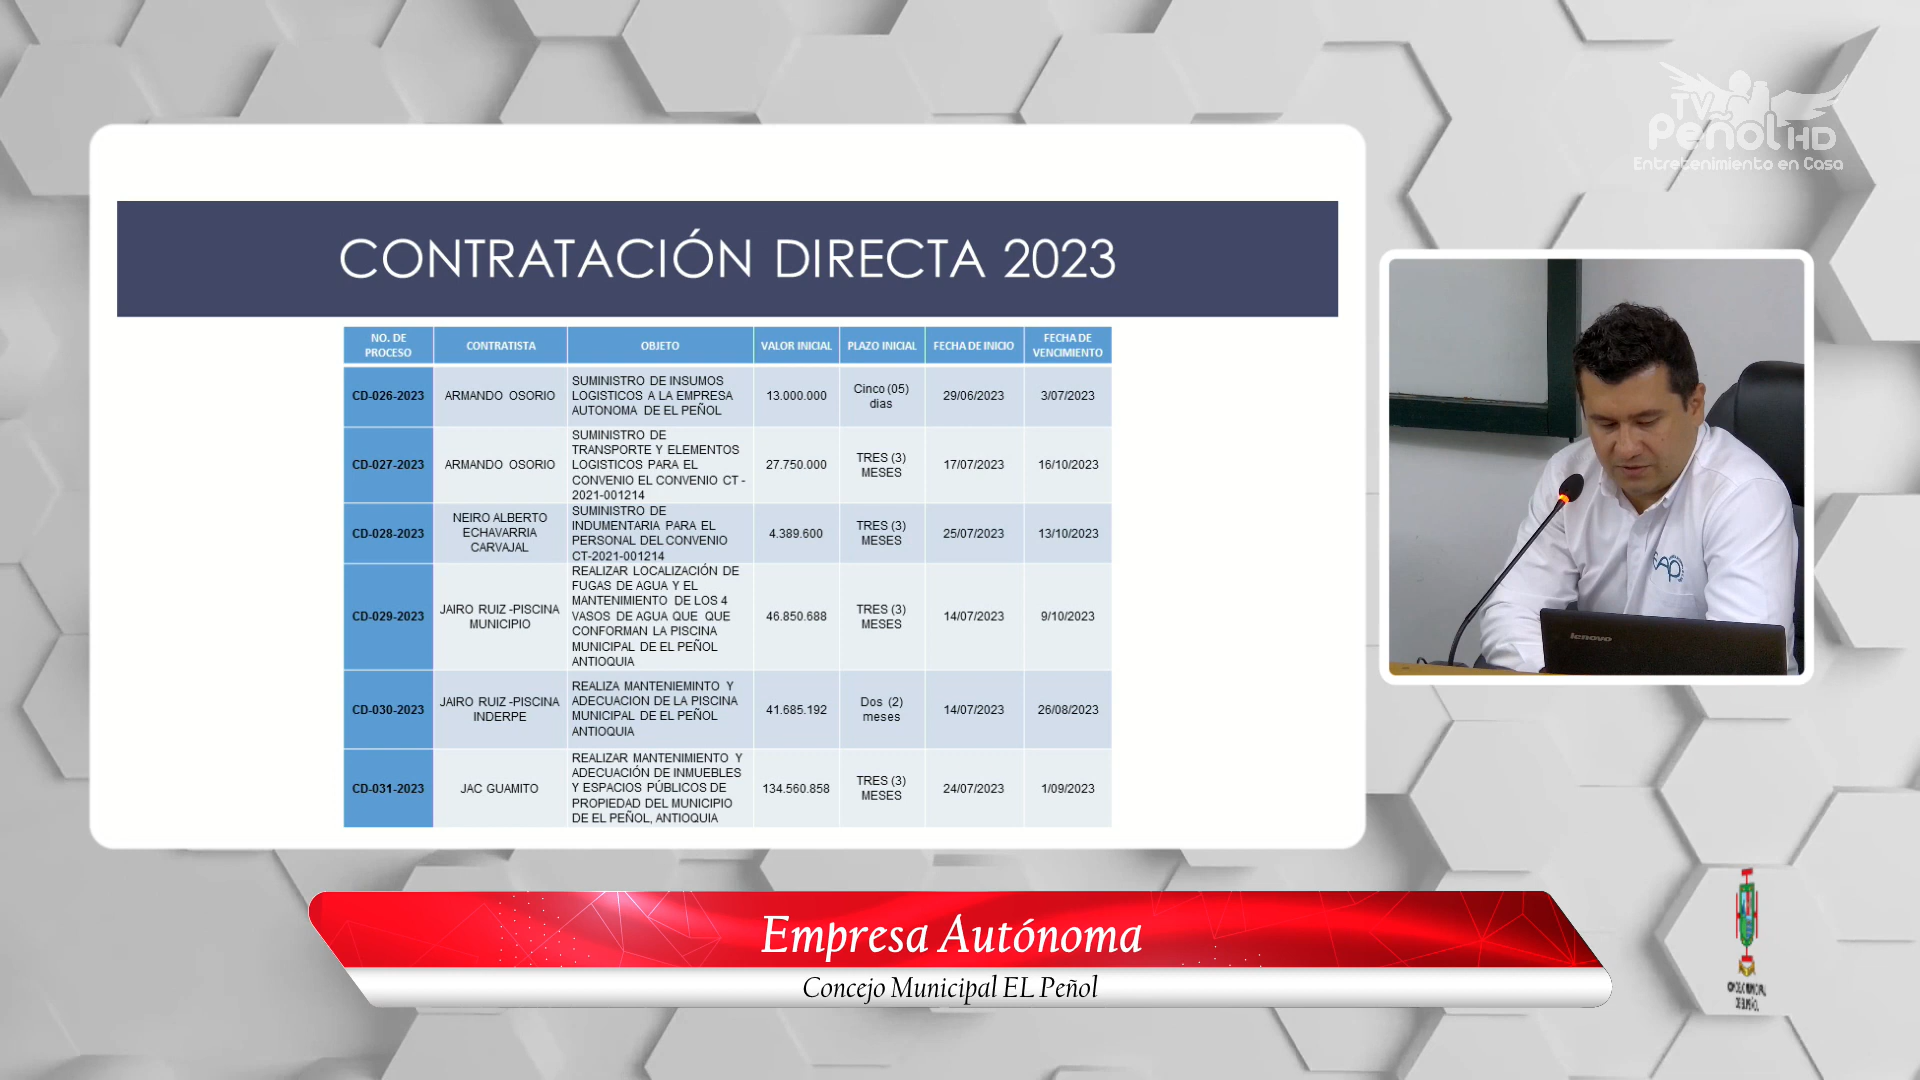 TV
Peñol HD
Entretenimiento en Casa
CONTRATACIÓN DIRECTA 2023
NO. DE PROCESO CONTRATISTA OBJETO VALOR INICIAL PLAZO INICIAL FECHA DE INICIO FECHA DE VENCIMIENTO
CD-026-2023 ARMANDO OSORIO SUMINISTRO DE INSUMOS LOGISTICOS A LA EMPRESA AUTONOMA DE EL PEÑOL 13.000.000 Cinco (05) dias 29/06/2023 3/07/2023
CD-027-2023 ARMANDO OSORIO SUMINISTRO DE TRANSPORTE Y ELEMENTOS LOGISTICOS PARA EL CONVENIO EL CONVENIO CT - 2021-001214 27.750.000 TRES (3) MESES 17/07/2023 16/10/2023
CD-028-2023 NEIRO ALBERTO ECHAVARRIA CARVAJAL SUMINISTRO DE INDUMENTARIA PARA EL PERSONAL DEL CONVENIO CT-2021-001214 4.389.600 TRES (3) MESES 25/07/2023 13/10/2023
CD-029-2023 JAIRO RUIZ -PISCINA MUNICIPIO REALIZAR LOCALIZACIÓN DE FUGAS DE AGUA Y EL MANTENIMIENTO DE LOS 4 VASOS DE AGUA QUE QUE CONFORMAN LA PISCINA MUNICIPAL DE EL PEÑOL ANTIOQUIA 46.850.688 TRES (3) MESES 14/07/2023 9/10/2023
CD-030-2023 JAIRO RUIZ -PISCINA INDERPE REALIZA MANTENIEMINTO Y ADECUACION DE LA PISCINA MUNICIPAL DE EL PEÑOL ANTIOQUIA 41.685.192 Dos (2) meses 14/07/2023 26/08/2023
CD-031-2023 JAC GUAMITO REALIZAR MANTENIMIENTO Y ADECUACIÓN DE INMUEBLES Y ESPACIOS PÚBLICOS DE PROPIEDAD DEL MUNICIPIO DE EL PEÑOL, ANTIOQUIA 134.560.858 TRES (3) MESES 24/07/2023 1/09/2023
EAP
lenovo
Empresa Autónoma
Concejo Municipal EL Peñol